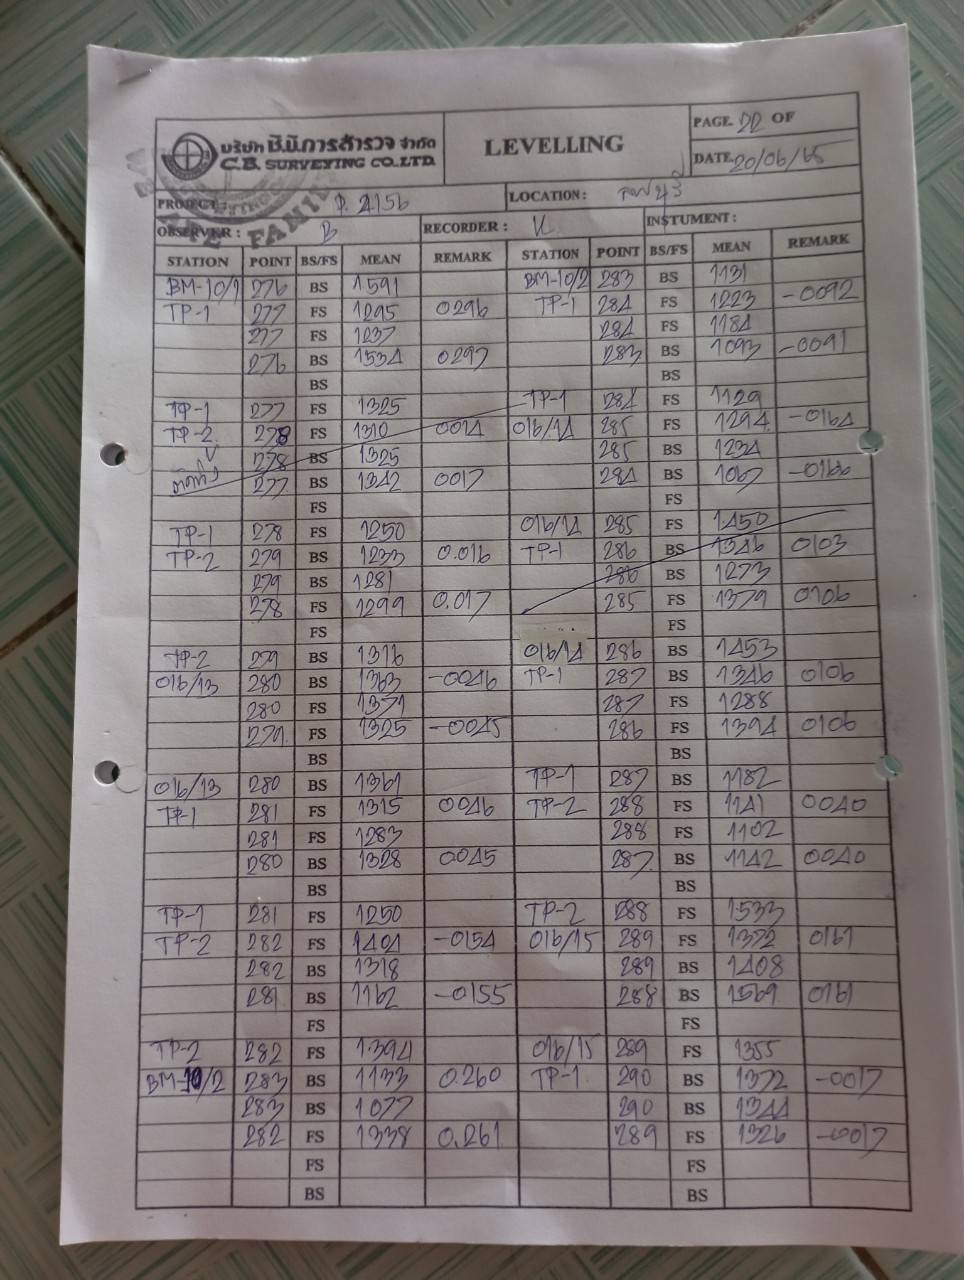 บริษัท ซี.บี.การสำรวจ จำกัด
C.B. SURVEYING CO.,LTD.
LEVELLING
PAGE. 22 OF
DATE. 20/06/65
PROJECT :
LOCATION : ลพบุรี
OBSERVER : B RECORDER : K INSTUMENT :
STATION POINT BS/FS MEAN REMARK STATION POINT BS/FS MEAN REMARK
BM-10/1 276 BS 1591 BM-10/2 283 BS 1131
TP-1 277 FS 1295 0296 TP-1 284 FS 1223 -0092
277 FS 1237 284 FS 1184
276 BS 1534 0297 283 BS 1093 -0091
BS BS
TP-1 277 FS 1325 TP-1 284 FS 1129
TP-2 278 FS 1310 0014 016/14 285 FS 1294 -0164
278 BS 1325 285 BS 1234
277 BS 1342 0017 284 BS 1067 -0166
FS FS
TP-1 278 FS 1250 016/14 285 FS 1450
TP-2 279 BS 1233 0.016 TP-1 286 BS 1346 0103
279 BS 1281 286 BS 1273
278 FS 1299 0.017 285 FS 1379 0106
FS FS
TP-2 279 BS 1316 016/14 286 BS 1453
016/13 280 BS 1363 -0046 TP-1 287 BS 1346 0106
280 FS 1371 287 FS 1288
279 FS 1325 -0045 286 FS 1394 0106
BS BS
016/13 280 BS 1361 TP-1 287 BS 1182
TP-1 281 FS 1315 0046 TP-2 288 FS 1141 0040
281 FS 1283 288 FS 1102
280 BS 1328 0045 287 BS 1142 0040
BS BS
TP-1 281 FS 1250 TP-2 288 FS 1533
TP-2 282 FS 1404 -0154 016/15 289 FS 1372 0161
282 BS 1318 289 BS 1408
281 BS 1162 -0155 288 BS 1569 0161
FS FS
TP-2 282 FS 1394 016/15 289 FS 1355
BM-10/2 283 BS 1133 0.260 TP-1 290 BS 1372 -0017
283 BS 1077 290 BS 1344
282 FS 1338 0.261 289 FS 1326 -0017
FS FS
BS BS